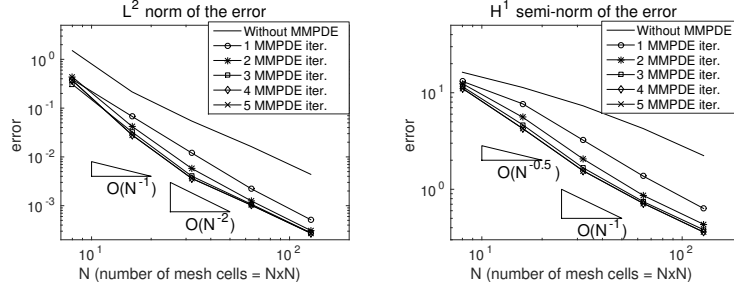 L² norm of the error
Without MMPDE
1 MMPDE iter.
2 MMPDE iter.
3 MMPDE iter.
4 MMPDE iter.
5 MMPDE iter.
10⁰
10⁻¹
10⁻²
10⁻³
error
O(N⁻¹)
O(N⁻²)
10¹
10²
N (number of mesh cells = NxN)
H¹ semi-norm of the error
Without MMPDE
1 MMPDE iter.
2 MMPDE iter.
3 MMPDE iter.
4 MMPDE iter.
5 MMPDE iter.
10¹
10⁰
error
O(N⁻⁰·⁵)
O(N⁻¹)
10¹
10²
N (number of mesh cells = NxN)